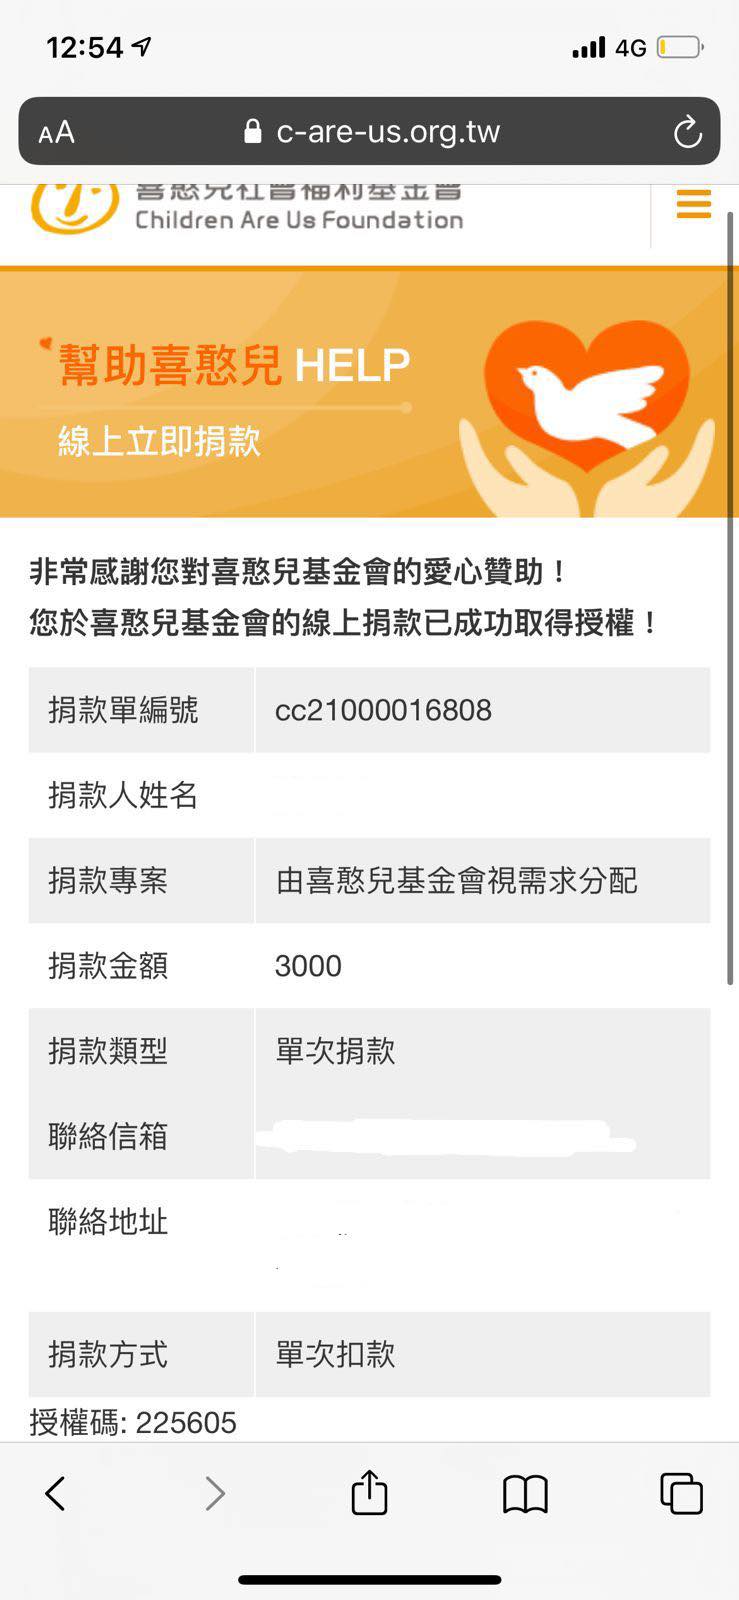 12:54
4G
AA c-are-us.org.tw
喜憨兒社會福利基金會
Children Are Us Foundation
幫助喜憨兒 HELP
線上立即捐款
非常感謝您對喜憨兒基金會的愛心贊助！
您於喜憨兒基金會的線上捐款已成功取得授權！
捐款單編號 cc21000016808
捐款人姓名
捐款專案 由喜憨兒基金會視需求分配
捐款金額 3000
捐款類型 單次捐款
聯絡信箱
聯絡地址
捐款方式 單次扣款
授權碼: 225605